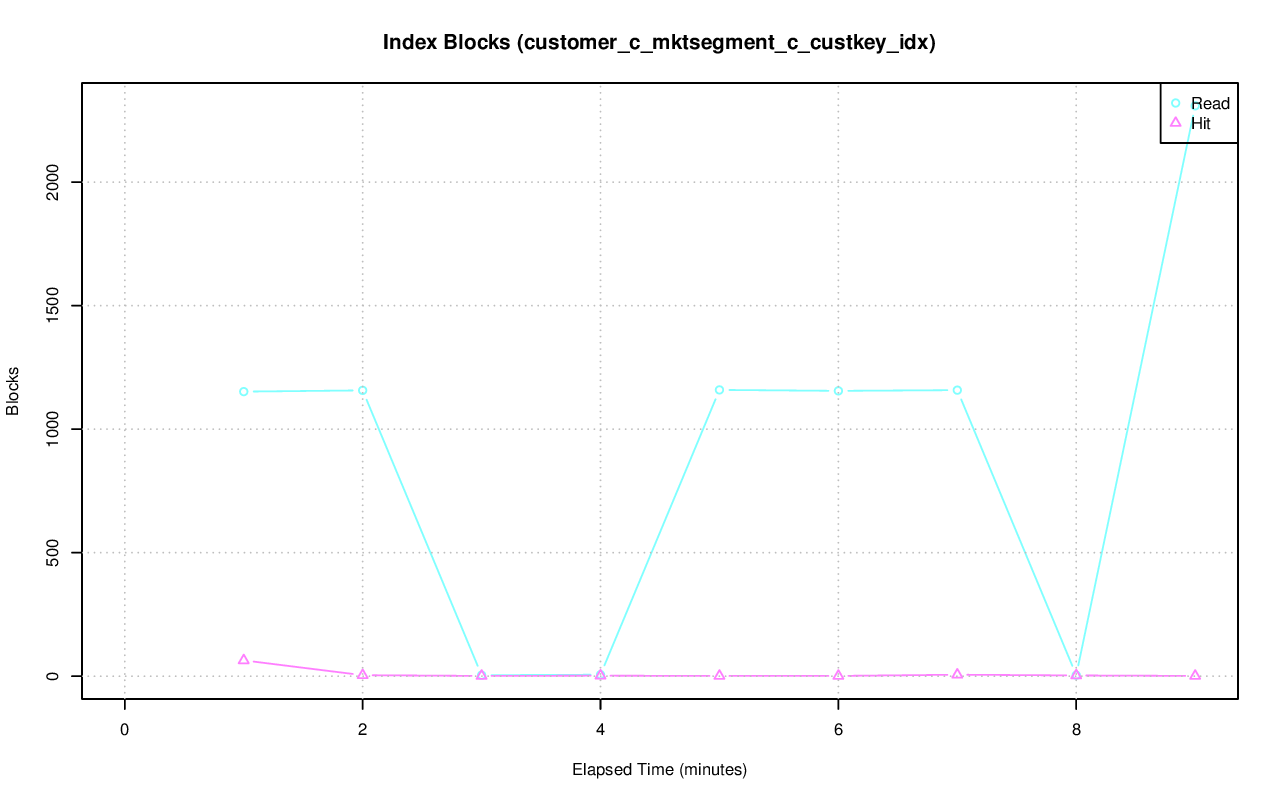 Index Blocks (customer_c_mktsegment_c_custkey_idx)
Read
Hit
Blocks
2000
1500
1000
500
0
0 2 4 6 8
Elapsed Time (minutes)